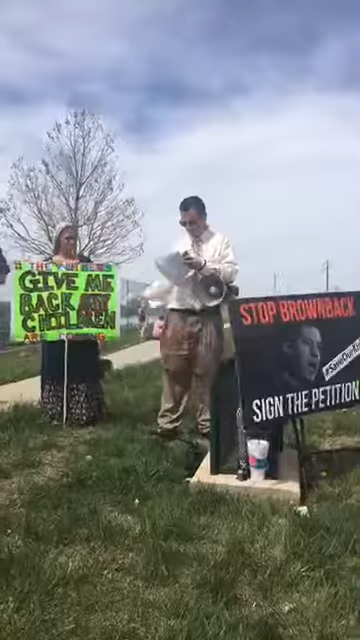 GIVE ME
BACK MY
CHILDREN
STOP BROWNBACK
SIGN THE PETITION